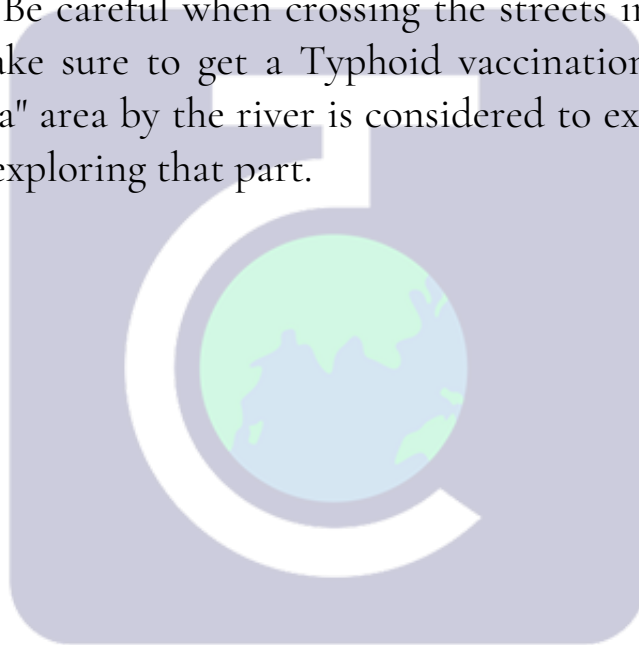 Be careful when crossing the streets
ake sure to get a Typhoid vaccination
a" area by the river is considered to ex
exploring that part.